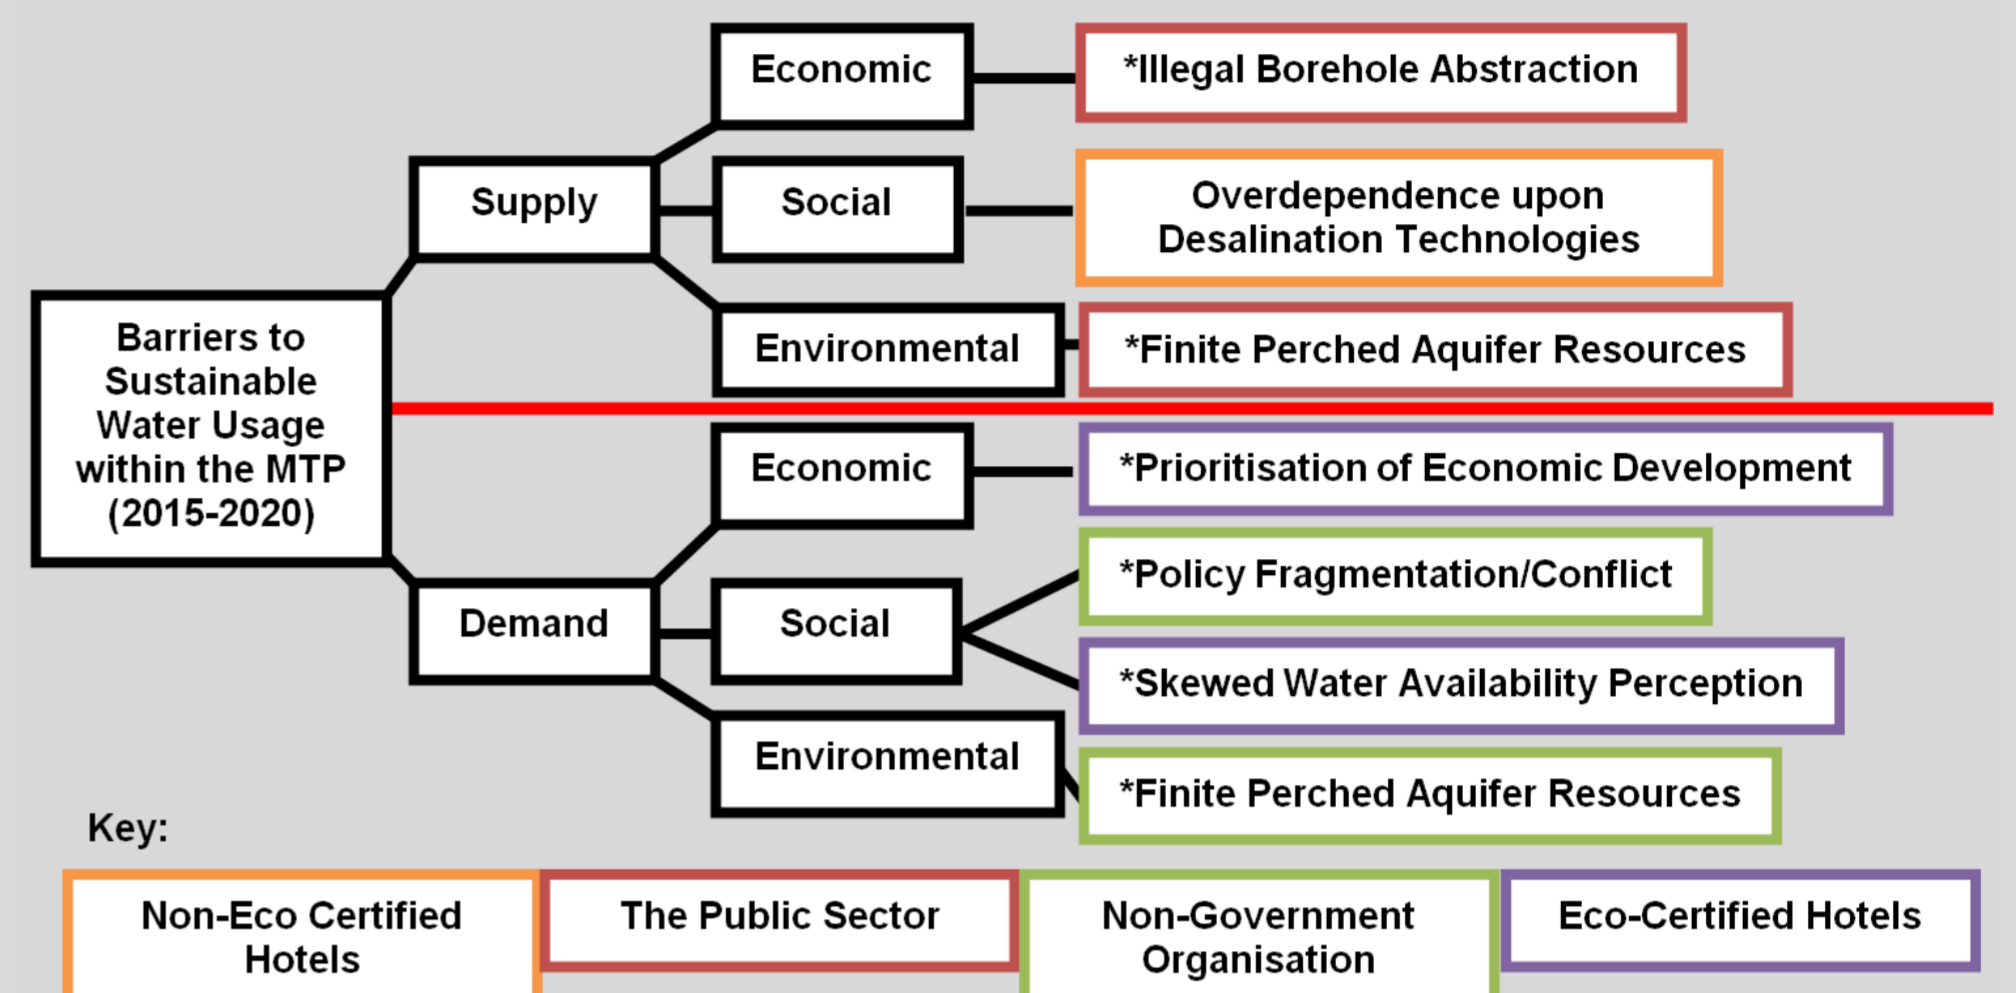 Economic
*Illegal Borehole Abstraction
Supply
Social
Overdependence upon
Desalination Technologies
Environmental
*Finite Perched Aquifer Resources
Barriers to
Sustainable
Water Usage
within the MTP
(2015-2020)
Economic
*Prioritisation of Economic Development
Demand
Social
*Policy Fragmentation/Conflict
*Skewed Water Availability Perception
Environmental
*Finite Perched Aquifer Resources
Key:
Non-Eco Certified
Hotels
The Public Sector
Non-Government
Organisation
Eco-Certified Hotels